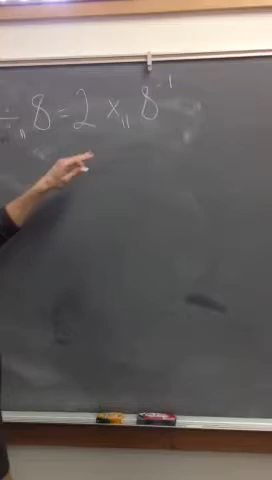 ÷₁₁ 8 = 2 ×₁₁ 8⁻¹